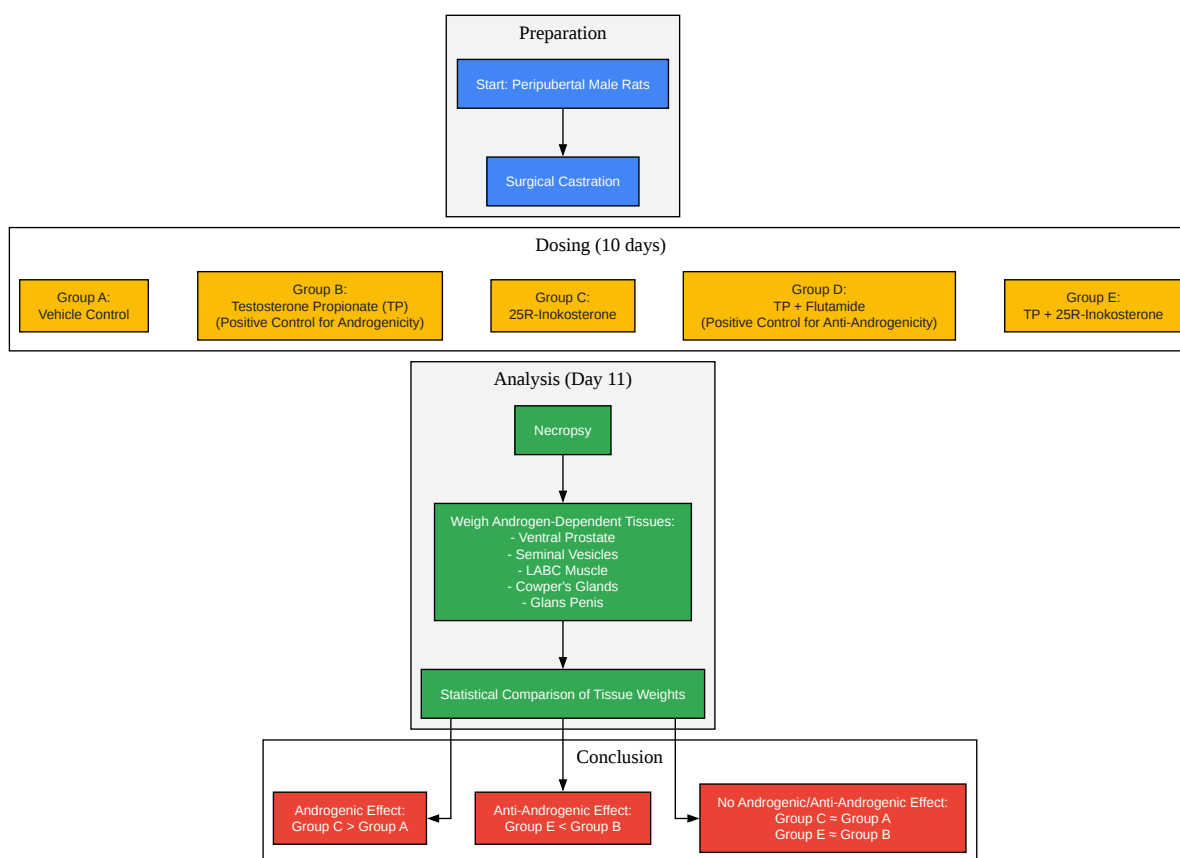 Preparation
Start: Peripubertal Male Rats
Surgical Castration
Dosing (10 days)
Group A:
Vehicle Control
Group B:
Testosterone Propionate (TP)
(Positive Control for Androgenicity)
Group C:
25R-Inokosterone
Group D:
TP + Flutamide
(Positive Control for Anti-Androgenicity)
Group E:
TP + 25R-Inokosterone
Analysis (Day 11)
Necropsy
Weigh Androgen-Dependent Tissues:
- Ventral Prostate
- Seminal Vesicles
- LABC Muscle
- Cowper's Glands
- Glans Penis
Statistical Comparison of Tissue Weights
Conclusion
Androgenic Effect:
Group C > Group A
Anti-Androgenic Effect:
Group E < Group B
No Androgenic/Anti-Androgenic Effect:
Group C ≈ Group A
Group E ≈ Group B